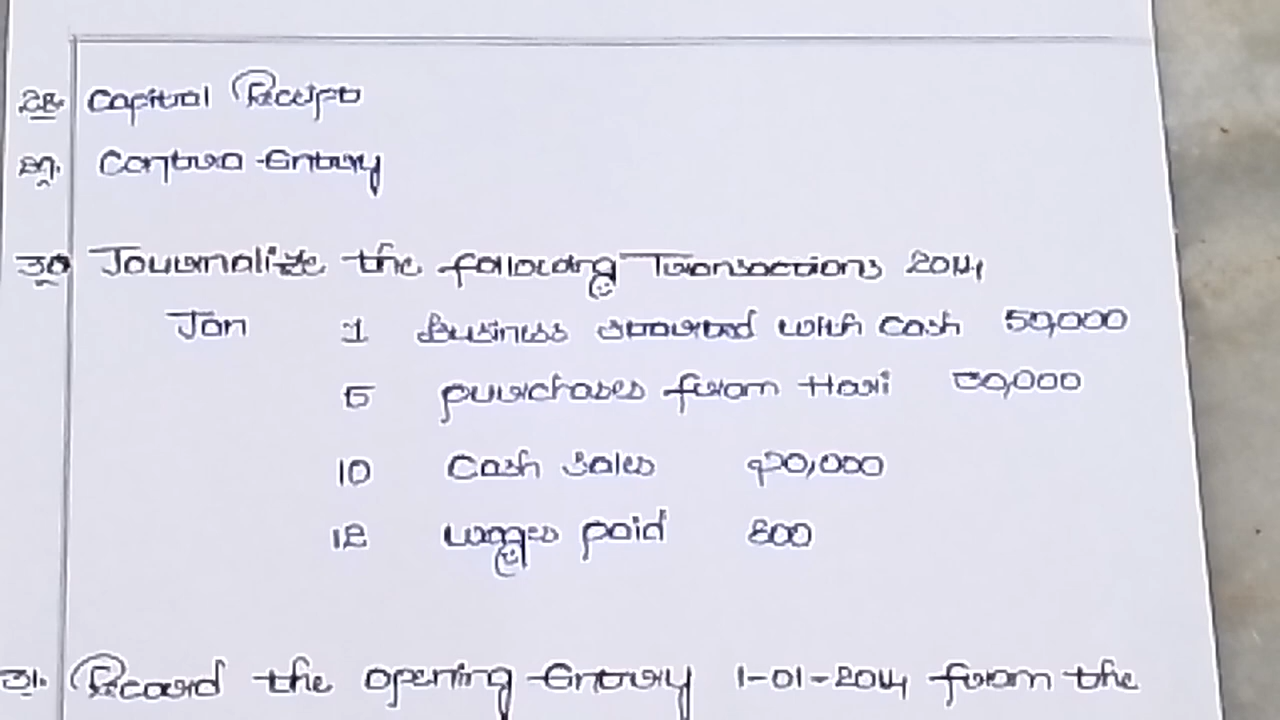 28. Capital Receipts
29. Contra Entry
30 Journalize the following Transactions 2014
Jan 1 Business started with cash 50,000
5 purchases from Hari 30,000
10 Cash Sales 20,000
12 wages paid 800
31. Record the opening Entry 1-01-2014 from the